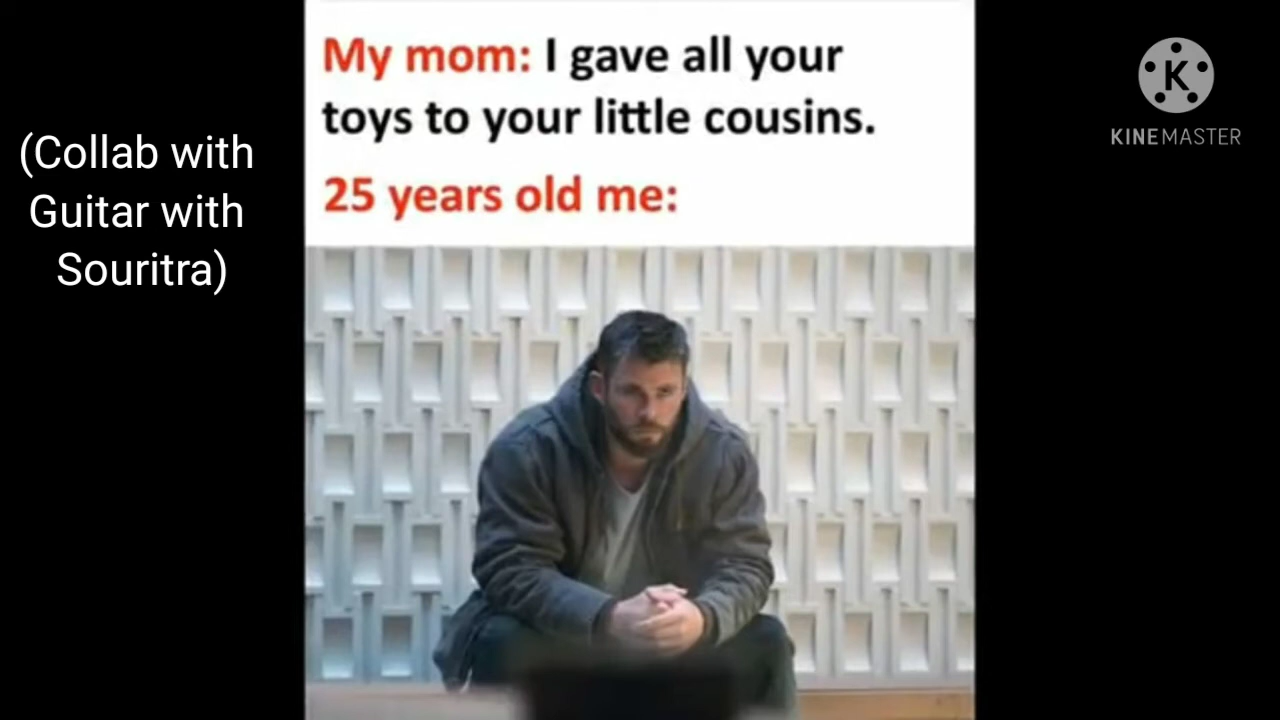 (Collab with
Guitar with
Souritra)
My mom: I gave all your
toys to your little cousins.
25 years old me:
K
KINEMASTER